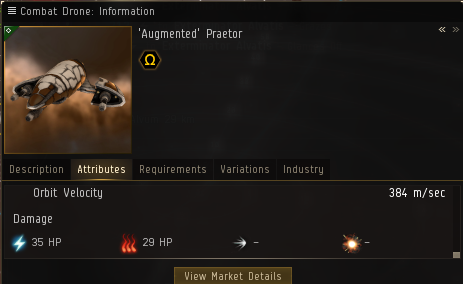 Combat Drone: Information
'Augmented' Praetor
Ω
Description Attributes Requirements Variations Industry
Orbit Velocity 384 m/sec
Damage
35 HP 29 HP – –
View Market Details